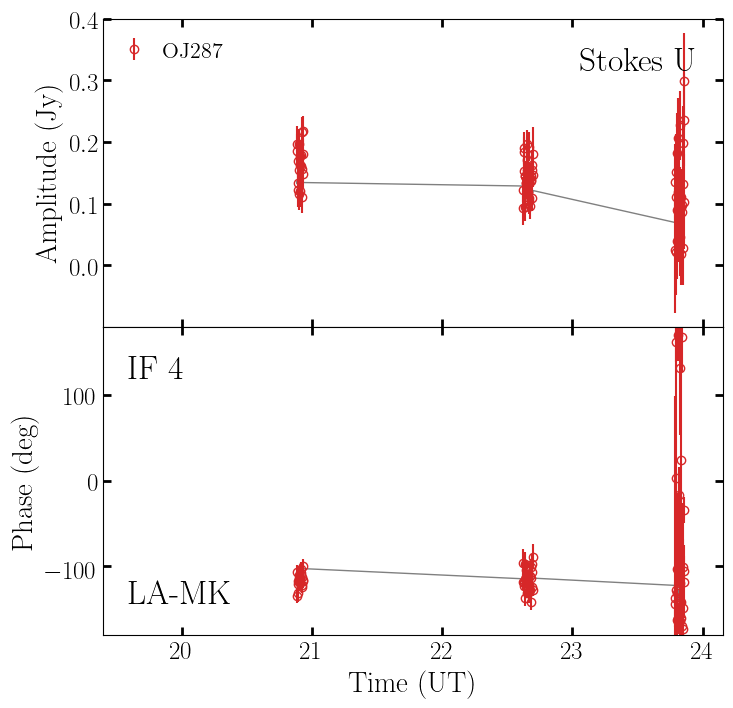 0.4
OJ287
Stokes U
0.3
0.2
0.1
0.0
Amplitude (Jy)
IF 4
100
0
−100
Phase (deg)
LA-MK
20 21 22 23 24
Time (UT)